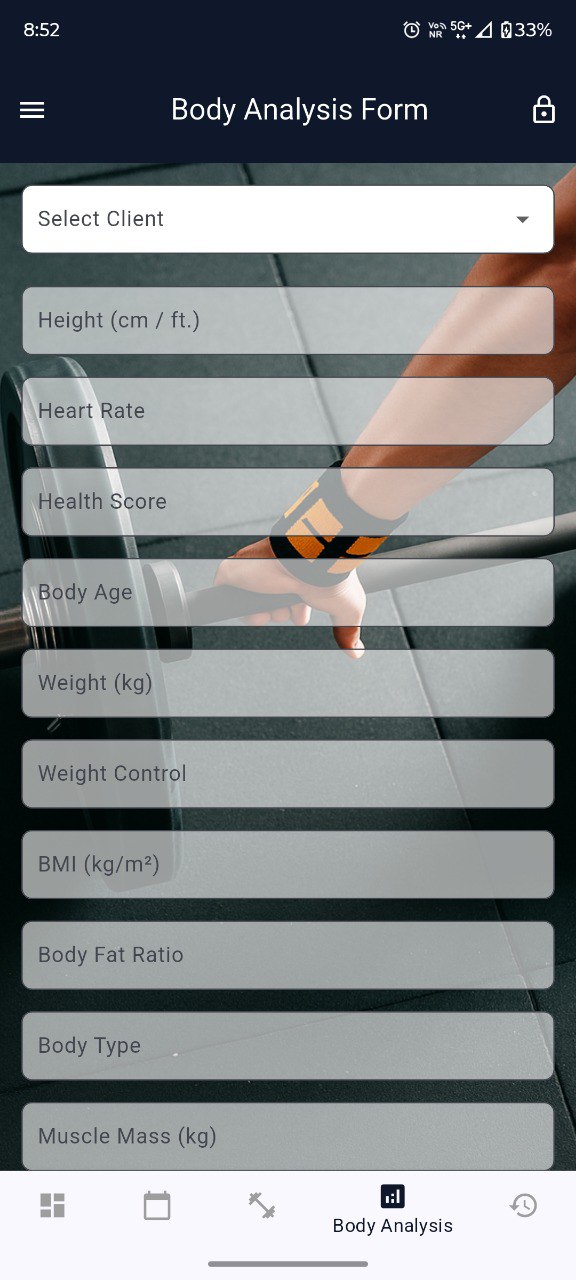 8:52
Vo) NR 5G+ 33%
Body Analysis Form
Select Client
Height (cm / ft.)
Heart Rate
Health Score
Body Age
Weight (kg)
Weight Control
BMI (kg/m²)
Body Fat Ratio
Body Type
Muscle Mass (kg)
Body Analysis